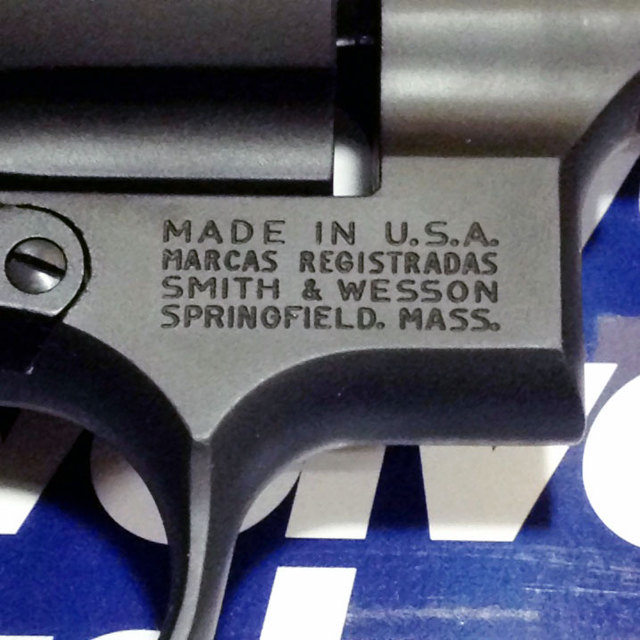 MADE IN U.S.A.
MARCAS REGISTRADAS
SMITH & WESSON
SPRINGFIELD. MASS.